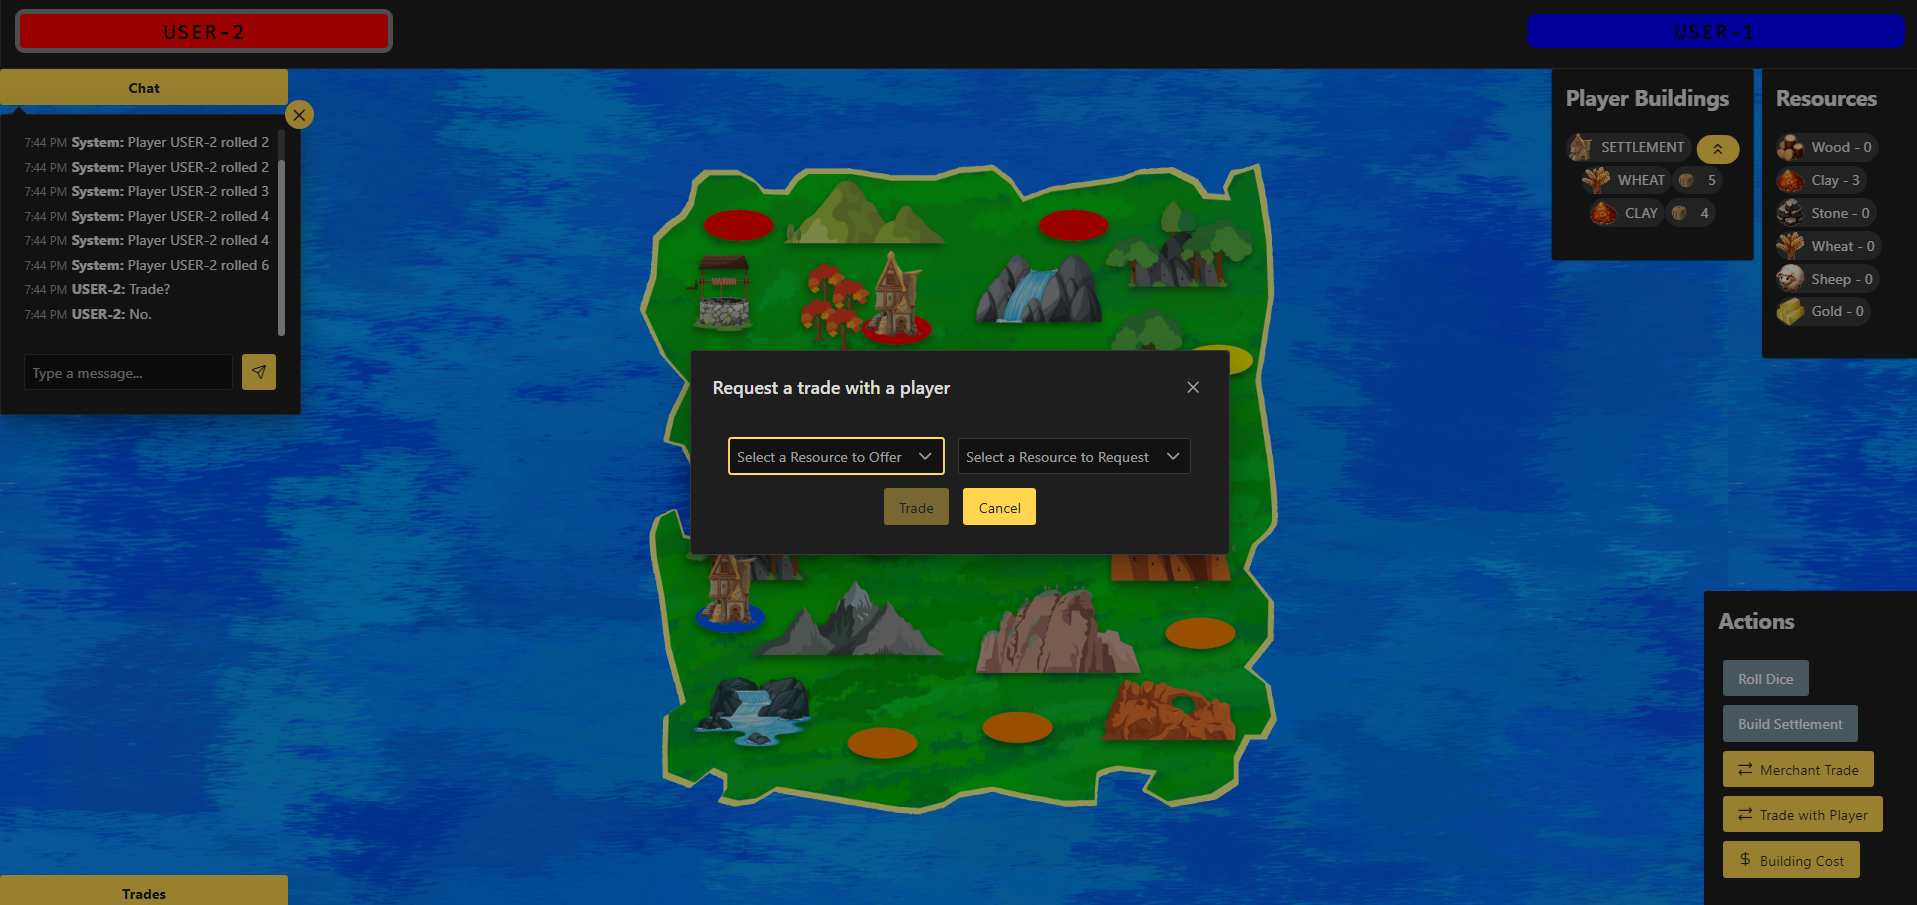 USER-2
USER-1
Chat
7:44 PM System: Player USER-2 rolled 2
7:44 PM System: Player USER-2 rolled 2
7:44 PM System: Player USER-2 rolled 3
7:44 PM System: Player USER-2 rolled 4
7:44 PM System: Player USER-2 rolled 4
7:44 PM System: Player USER-2 rolled 6
7:44 PM USER-2: Trade?
7:44 PM USER-2: No.
Type a message...
Player Buildings
SETTLEMENT
WHEAT 5
CLAY 4
Resources
Wood - 0
Clay - 3
Stone - 0
Wheat - 0
Sheep - 0
Gold - 0
Request a trade with a player
Select a Resource to Offer
Select a Resource to Request
Trade
Cancel
Actions
Roll Dice
Build Settlement
Merchant Trade
Trade with Player
$ Building Cost
Trades